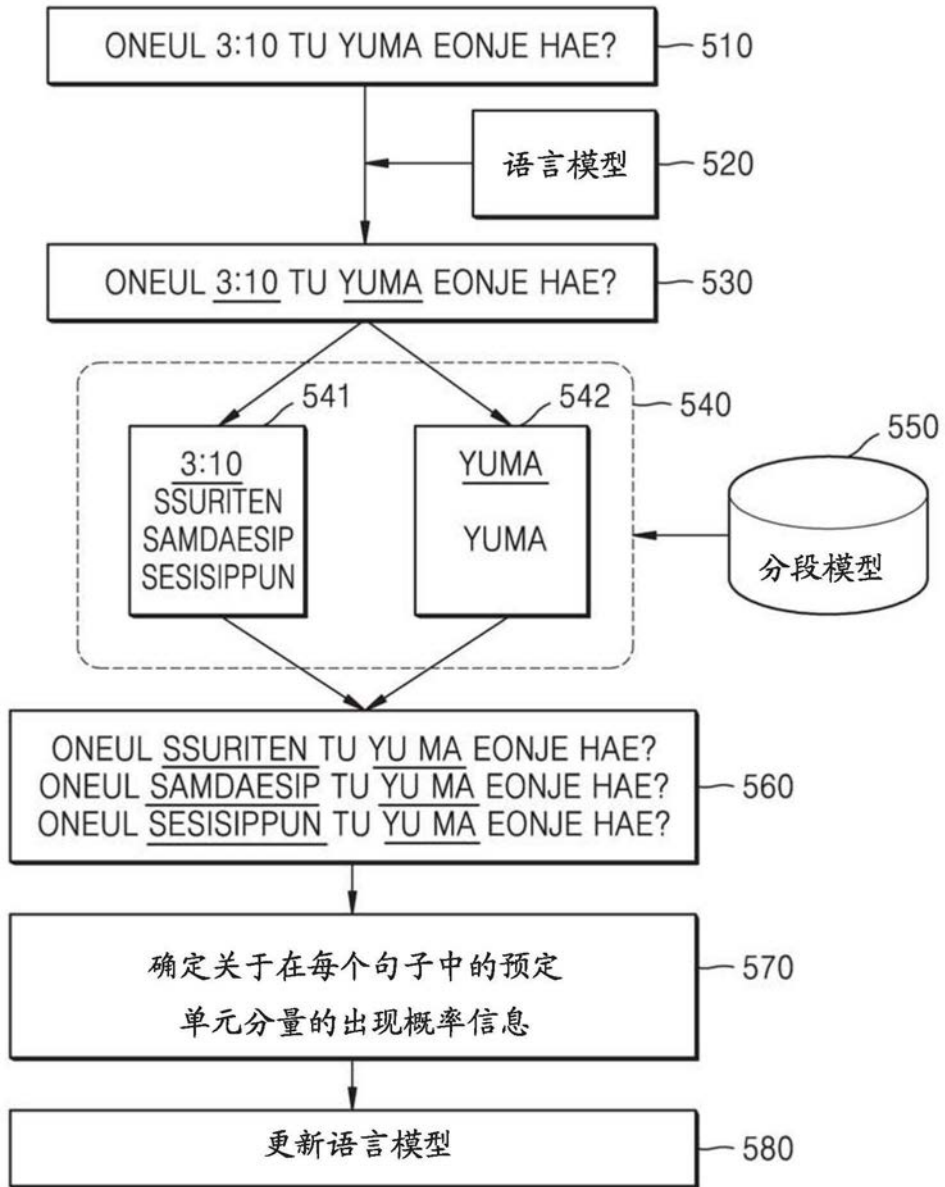 ONEUL 3:10 TU YUMA EONJE HAE?
510
语言模型
520
ONEUL 3:10 TU YUMA EONJE HAE?
530
541
542
540
550
3:10
SSURITEN
SAMDAESIP
SESISIPPUN
YUMA
YUMA
分段模型
ONEUL SSURITEN TU YU MA EONJE HAE?
ONEUL SAMDAESIP TU YU MA EONJE HAE?
ONEUL SESISIPPUN TU YU MA EONJE HAE?
560
确定关于在每个句子中的预定
单元分量的出现概率信息
570
更新语言模型
580